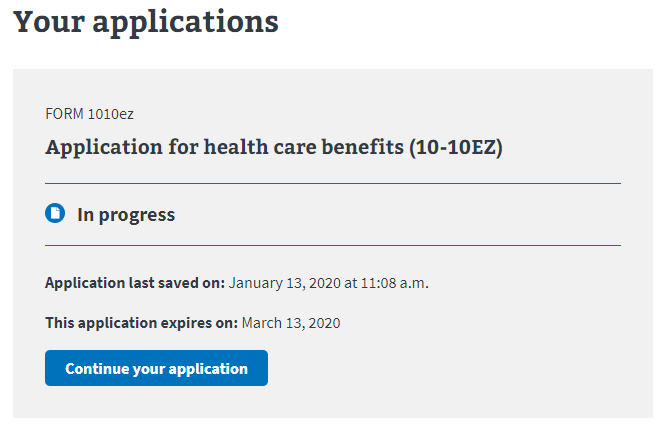 Your applications
FORM 1010ez
Application for health care benefits (10-10EZ)
In progress
Application last saved on: January 13, 2020 at 11:08 a.m.
This application expires on: March 13, 2020
Continue your application